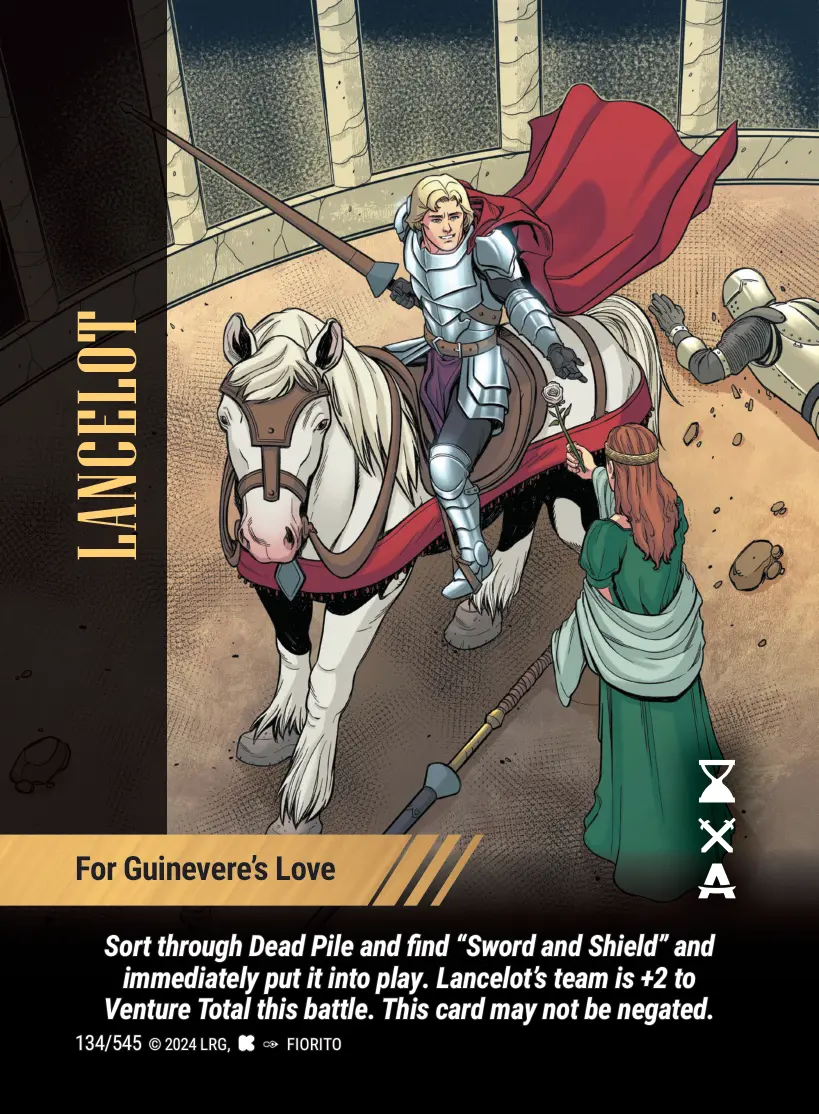 LANCELOT
For Guinevere's Love
Sort through Dead Pile and find “Sword and Shield” and
immediately put it into play. Lancelot’s team is +2 to
Venture Total this battle. This card may not be negated.
134/545 © 2024 LRG, FIORITO